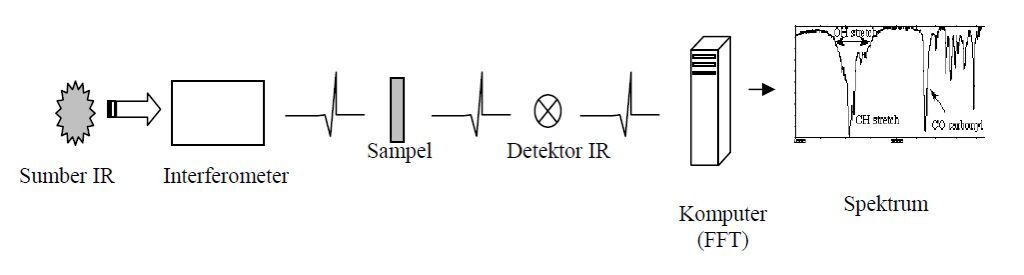 Sumber IR
Interferometer
Sampel
Detektor IR
Komputer
(FFT)
OH stretch
CH stretch
CO carbonyl
Spektrum